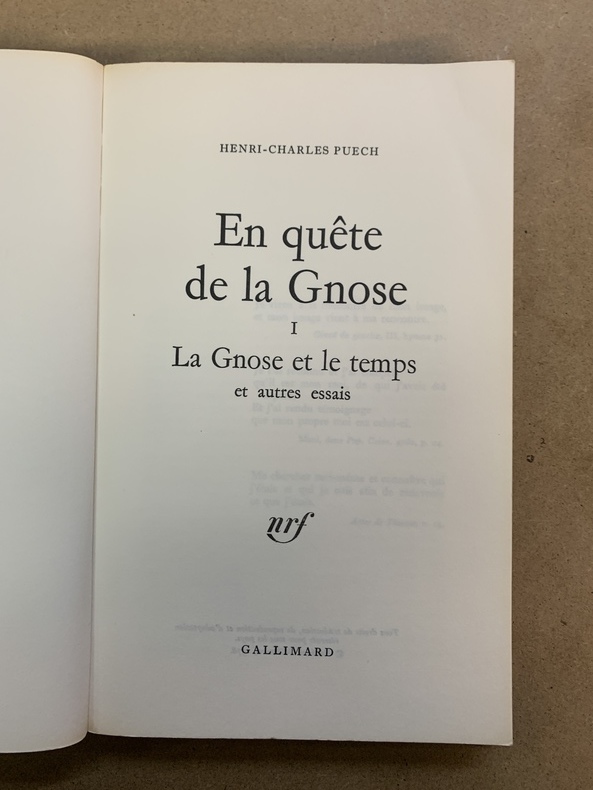 HENRI-CHARLES PUECH
En quête
de la Gnose
I
La Gnose et le temps
et autres essais
nrf
GALLIMARD